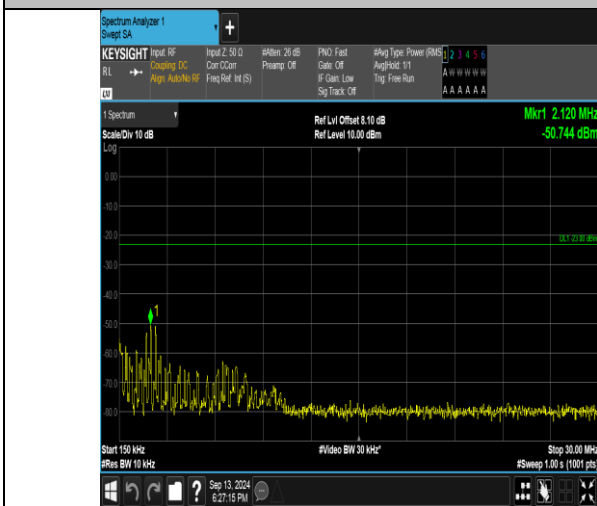 Spectrum Analyzer 1
Swept SA
+
KEYSIGHT Input: RF Input Z: 50 Ω #Atten: 26 dB PNO: Fast #Avg Type: Power (RMS 1 2 3 4 5 6
RL Coupling: DC Corr CCorr Preamp: Off Gate: Off Avg|Hold: 1/1 A W W W W W
Align: Auto/No RF Freq Ref: Int (S) IF Gain: Low Trig: Free Run
Sig Track: Off A A A A A A
1 Spectrum Ref Lvl Offset 8.10 dB Mkr1 2.120 MHz
Scale/Div 10 dB Ref Level 10.00 dBm -50.744 dBm
Log
0.00
-10.0
DL1 -23.00 dBm
-20.0
-30.0
-40.0
1
-50.0
-60.0
-70.0
-80.0
Start 150 kHz #Video BW 30 kHz* Stop 30.00 MHz
#Res BW 10 kHz #Sweep 1.00 s (1001 pts)
? Sep 13, 2024
6:27:15 PM